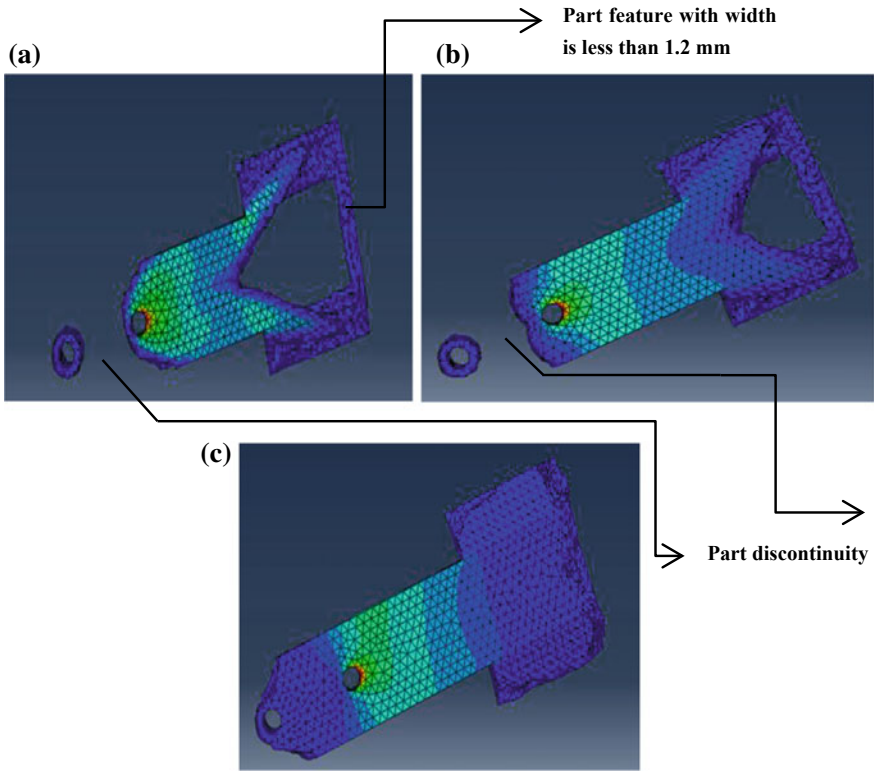 Part feature with width
is less than 1.2 mm
(a)
(b)
(c)
Part discontinuity